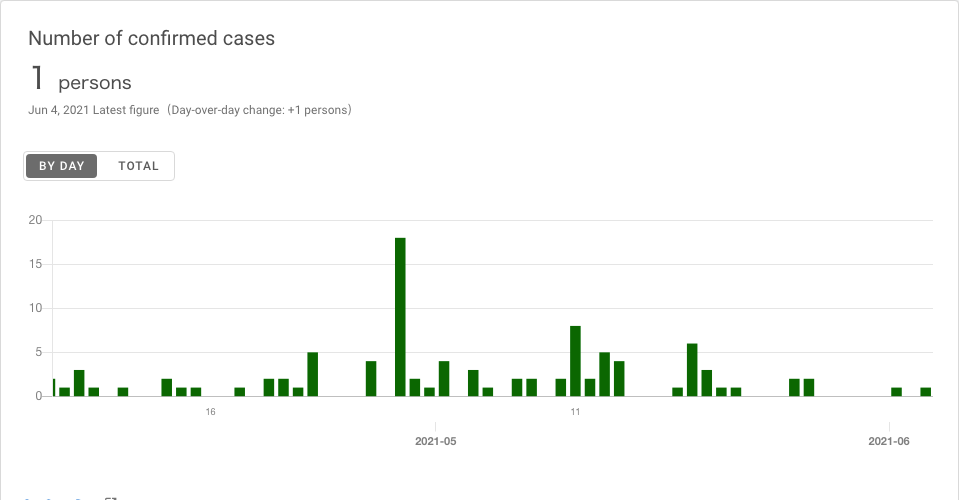 Number of confirmed cases
1 persons
Jun 4, 2021 Latest figure (Day-over-day change: +1 persons)
BY DAY TOTAL
20
15
10
5
0
16 11
2021-05 2021-06